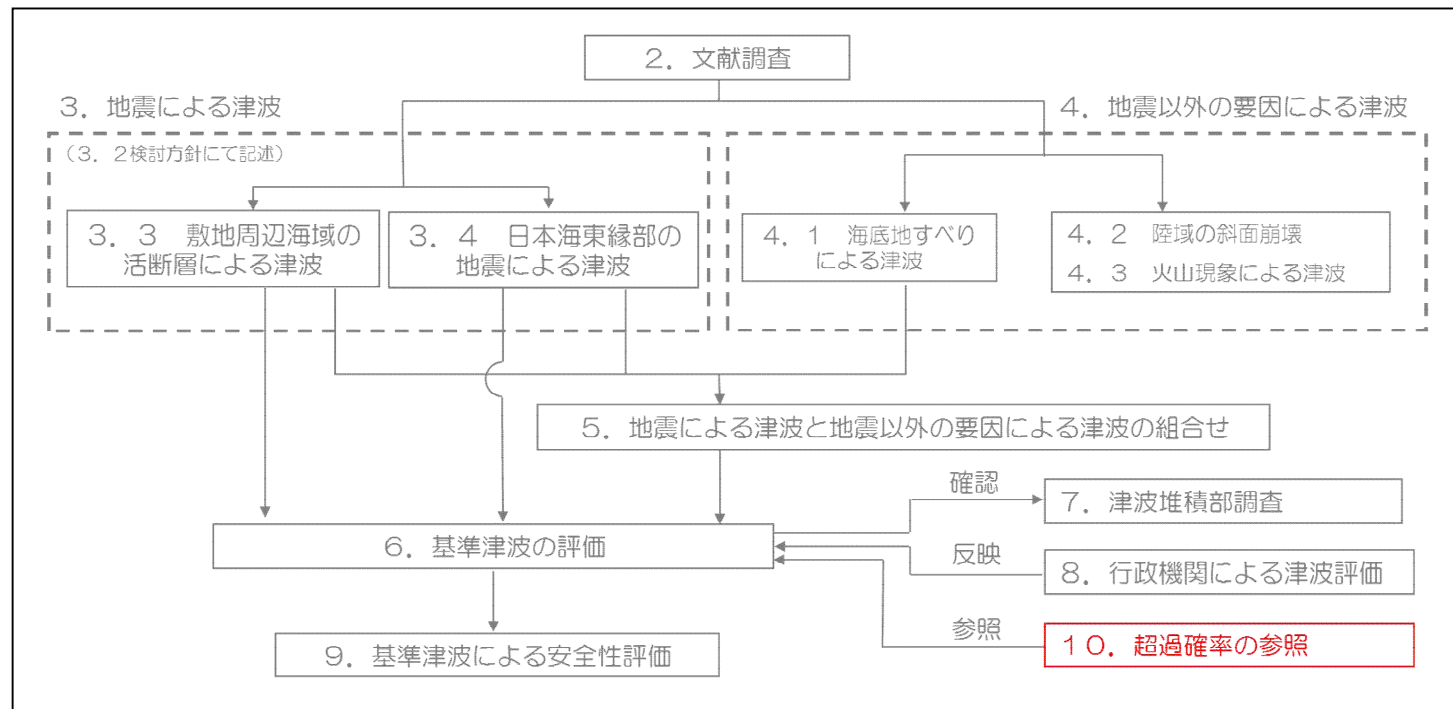 ２．文献調査
３．地震による津波
４．地震以外の要因による津波
（３．２検討方針にて記述）
３．３　敷地周辺海域の
活断層による津波
３．４　日本海東縁部の
地震による津波
４．１　海底地すべり
による津波
４．２　陸域の斜面崩壊
４．３　火山現象による津波
５．地震による津波と地震以外の要因による津波の組合せ
確認
７．津波堆積部調査
６．基準津波の評価
反映
８．行政機関による津波評価
参照
１０．超過確率の参照
９．基準津波による安全性評価